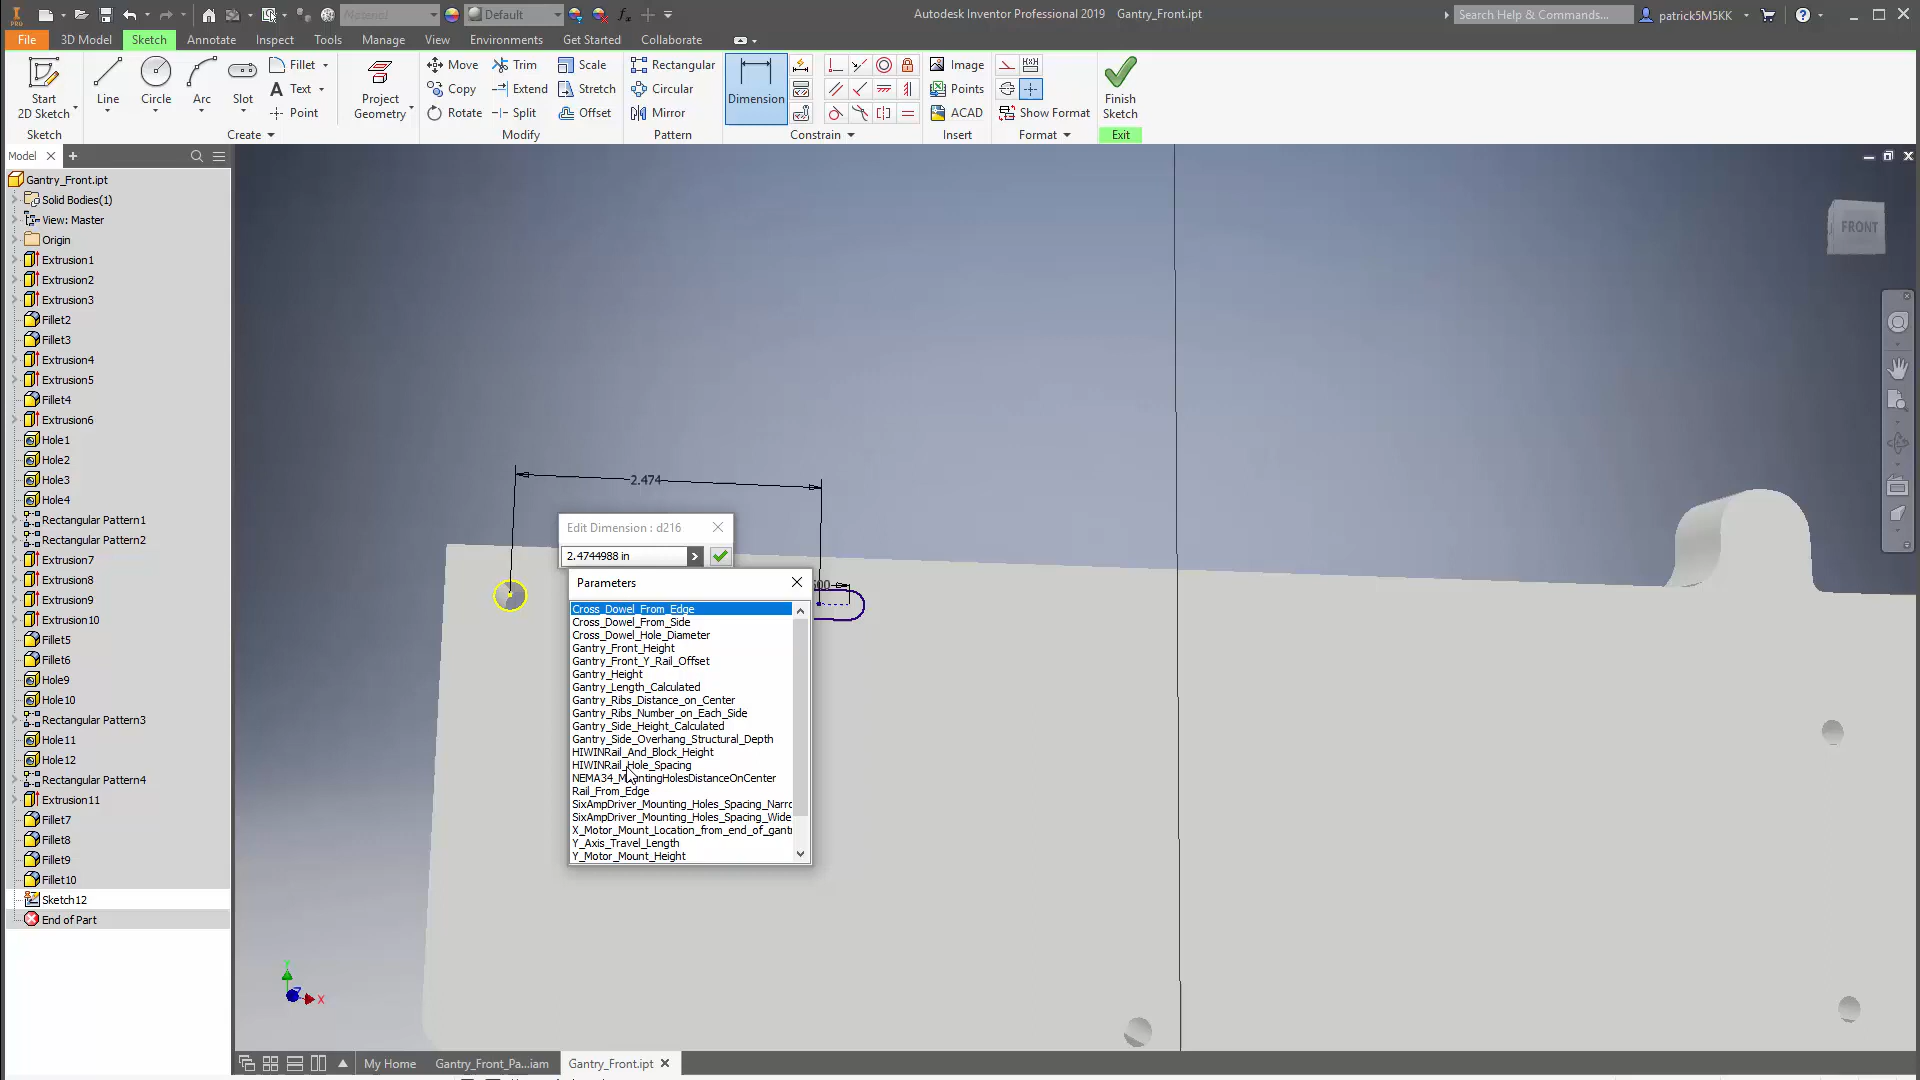 PRO
Material
Default
Autodesk Inventor Professional 2019 Gantry_Front.ipt
Search Help & Commands...
patrick5M5KK
File
3D Model
Sketch
Annotate
Inspect
Tools
Manage
View
Environments
Get Started
Collaborate
Start
2D Sketch
Line
Circle
Arc
Slot
Fillet
Text
Point
Project
Geometry
Move
Copy
Rotate
Trim
Extend
Split
Scale
Stretch
Offset
Rectangular
Circular
Mirror
Dimension
Image
Points
ACAD
Show Format
Finish
Sketch
Sketch
Create
Modify
Pattern
Constrain
Insert
Format
Exit
Model
Gantry_Front.ipt
Solid Bodies(1)
View: Master
Origin
Extrusion1
Extrusion2
Extrusion3
Fillet2
Fillet3
Extrusion4
Extrusion5
Fillet4
Extrusion6
Hole1
Hole2
Hole3
Hole4
Rectangular Pattern1
Rectangular Pattern2
Extrusion7
Extrusion8
Extrusion9
Extrusion10
Fillet5
Fillet6
Hole9
Hole10
Rectangular Pattern3
Hole11
Hole12
Rectangular Pattern4
Extrusion11
Fillet7
Fillet8
Fillet9
Fillet10
Sketch12
End of Part
FRONT
2.474
Edit Dimension : d216
2.4744988 in
Parameters
Cross_Dowel_From_Edge
Cross_Dowel_From_Side
Cross_Dowel_Hole_Diameter
Gantry_Front_Height
Gantry_Front_Y_Rail_Offset
Gantry_Height
Gantry_Length_Calculated
Gantry_Ribs_Distance_on_Center
Gantry_Ribs_Number_on_Each_Side
Gantry_Side_Height_Calculated
Gantry_Side_Overhang_Structural_Depth
HIWINRail_And_Block_Height
HIWINRail_Hole_Spacing
NEMA34_MountingHolesDistanceOnCenter
Rail_From_Edge
SixAmpDriver_Mounting_Holes_Spacing_Narro
SixAmpDriver_Mounting_Holes_Spacing_Wide
X_Motor_Mount_Location_from_end_of_gantr
Y_Axis_Travel_Length
Y_Motor_Mount_Height
Y
X
My Home
Gantry_Front_Pa...iam
Gantry_Front.ipt